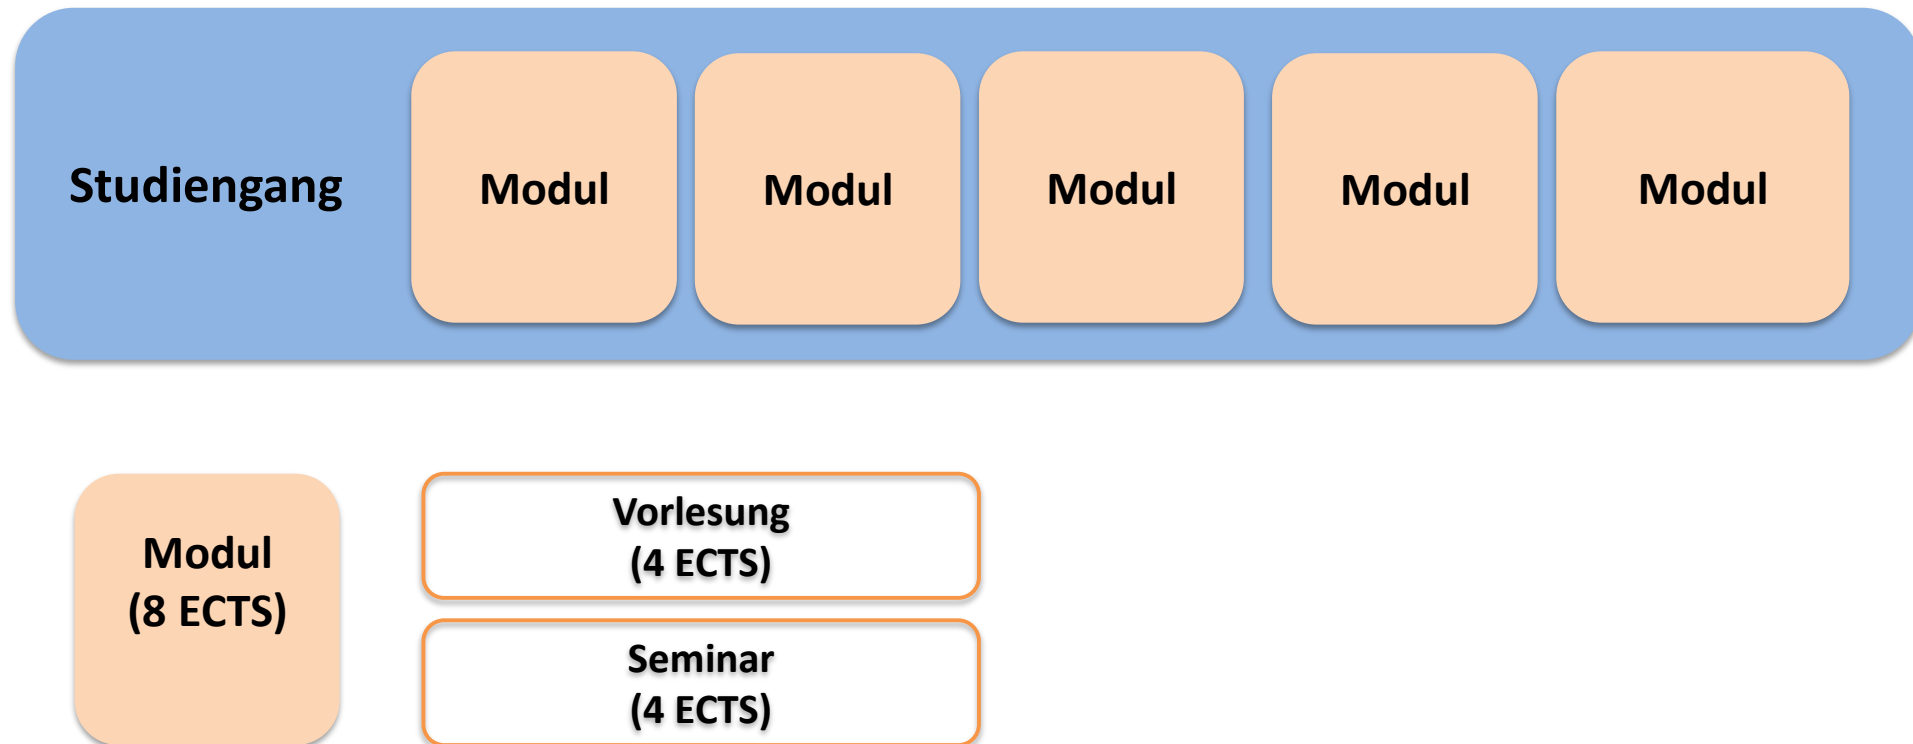 Studiengang
Modul
Modul
Modul
Modul
Modul
Modul
(8 ECTS)
Vorlesung
(4 ECTS)
Seminar
(4 ECTS)